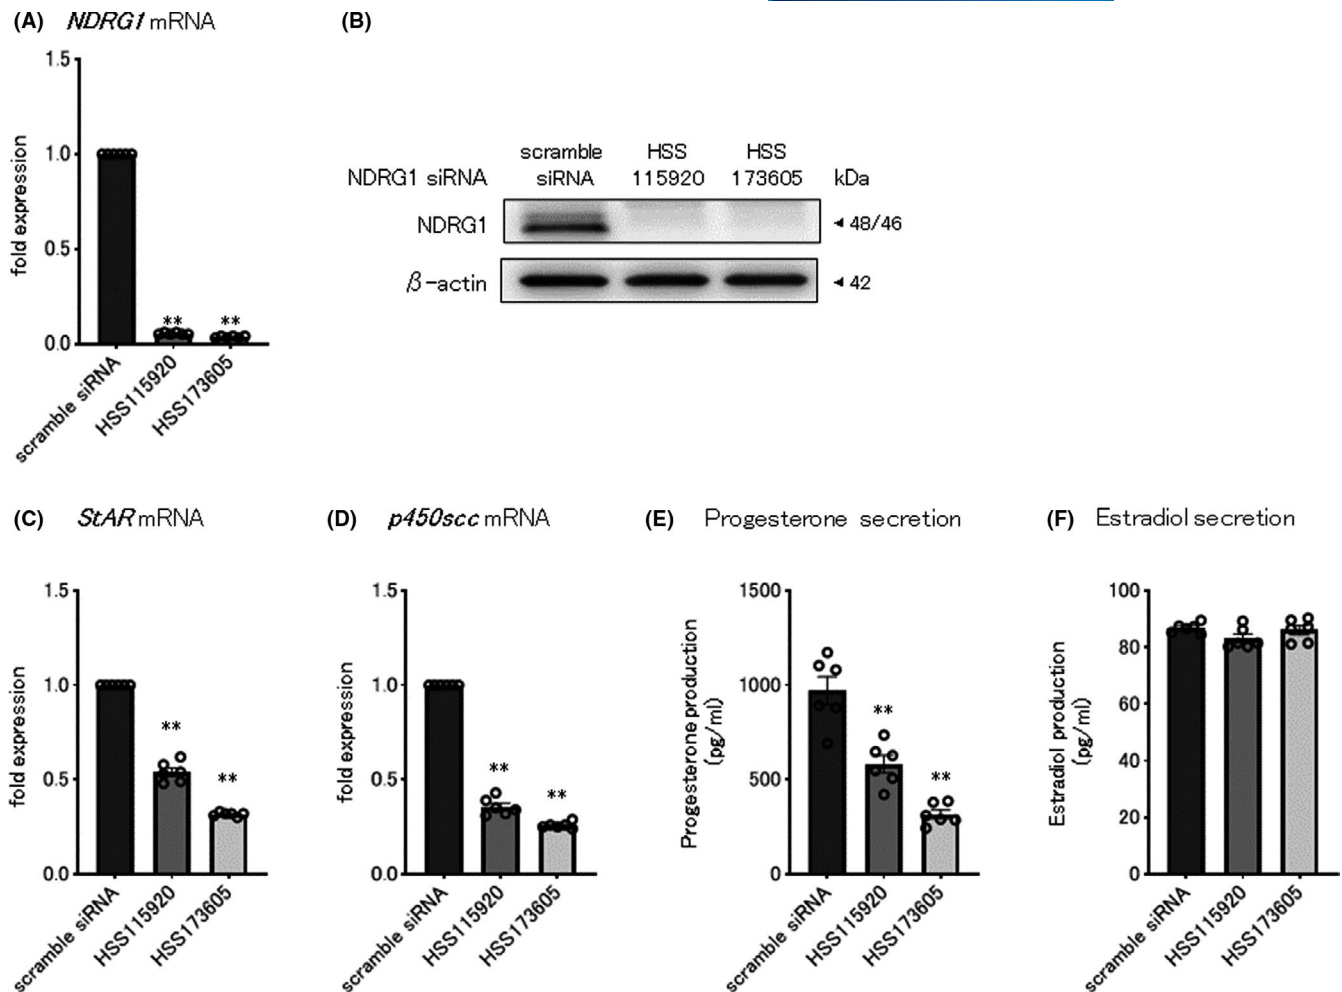 (A) NDRG1 mRNA
fold expression
1.5
1.0
0.5
0.0
**
**
scramble siRNA
HSS115920
HSS173605
(B)
scramble HSS HSS
NDRG1 siRNA siRNA 115920 173605 kDa
NDRG1 ◄ 48/46
β-actin ◄ 42
(C) StAR mRNA
fold expression
1.5
1.0
0.5
0.0
**
**
scramble siRNA
HSS115920
HSS173605
(D) p450scc mRNA
fold expression
1.5
1.0
0.5
0.0
**
**
scramble siRNA
HSS115920
HSS173605
(E) Progesterone secretion
Progesterone production
(pg/ml)
1500
1000
500
0
**
**
scramble siRNA
HSS115920
HSS173605
(F) Estradiol secretion
Estradiol production
(pg/ml)
100
80
60
40
20
0
scramble siRNA
HSS115920
HSS173605